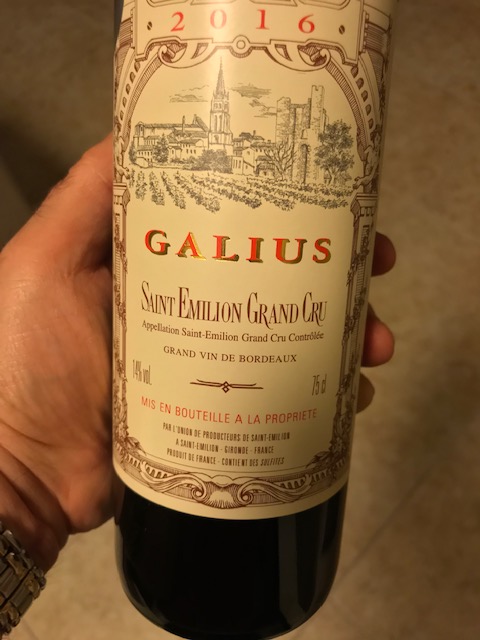 2016
GALIUS
SAINT EMILION GRAND CRU
Appellation Saint-Emilion Grand Cru Contrôlée
GRAND VIN DE BORDEAUX
14% vol.
75 cl
MIS EN BOUTEILLE A LA PROPRIETE
PAR L'UNION DE PRODUCTEURS DE SAINT-EMILION
A SAINT-EMILION - GIRONDE - FRANCE
PRODUIT DE FRANCE - CONTIENT DES SULFITES